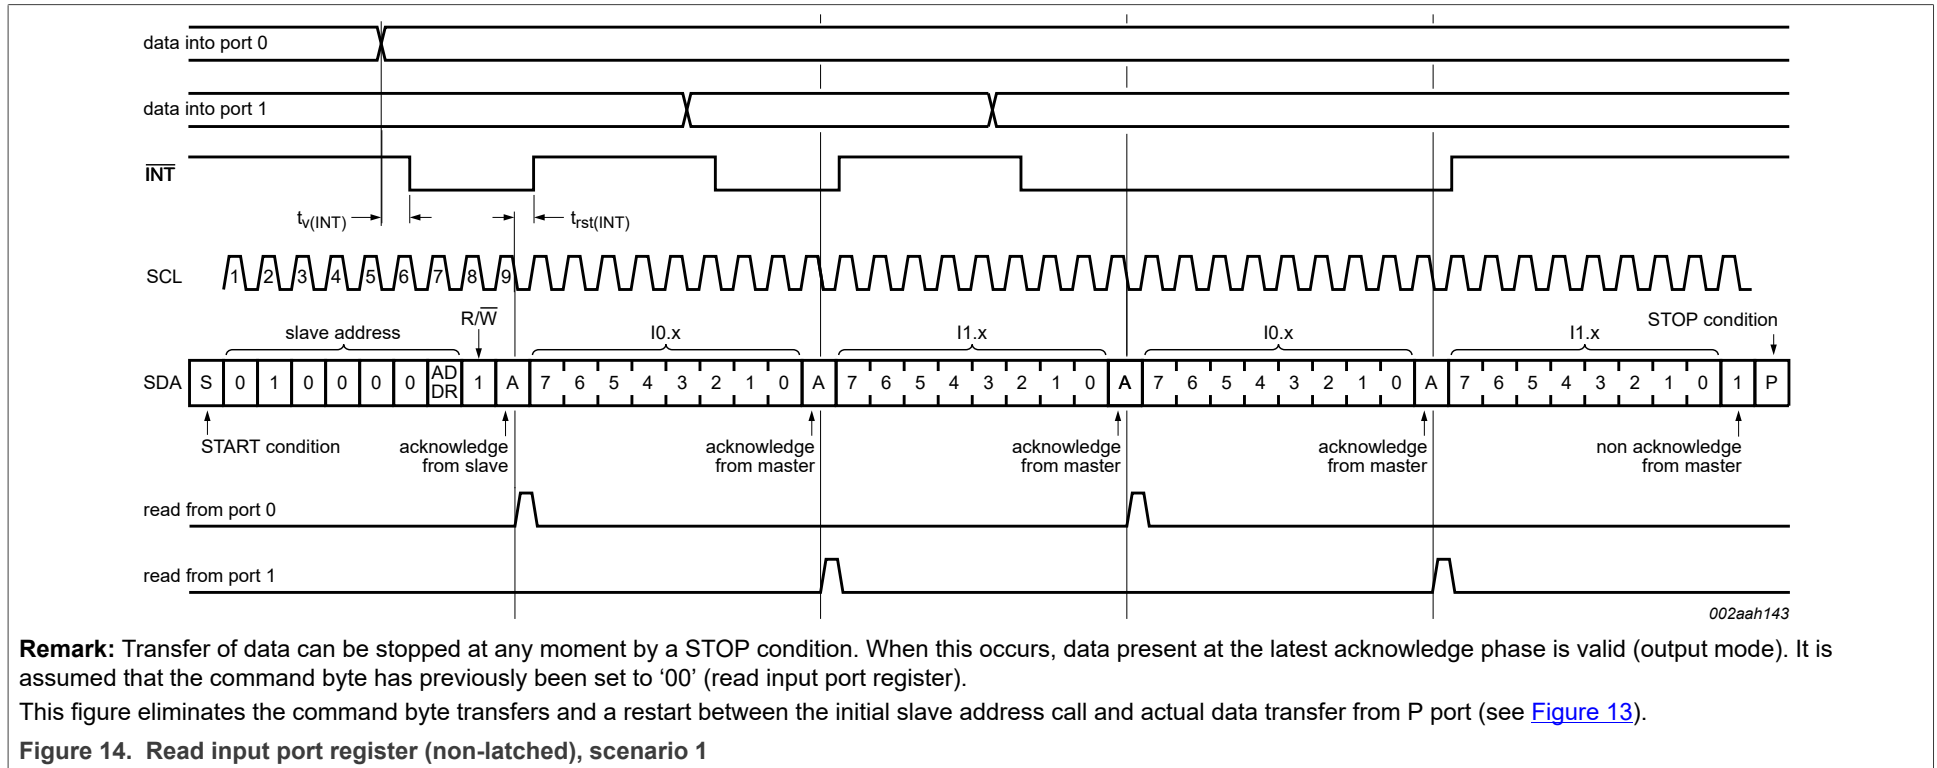 data into port 0
data into port 1
INT
tv(INT)
trst(INT)
SCL
1 2 3 4 5 6 7 8 9
R/W
slave address
I0.x
I1.x
I0.x
I1.x
STOP condition
SDA
S 0 1 0 0 0 0 AD DR 1 A 7 6 5 4 3 2 1 0 A 7 6 5 4 3 2 1 0 A 7 6 5 4 3 2 1 0 A 7 6 5 4 3 2 1 0 1 P
START condition
acknowledge
from slave
acknowledge
from master
acknowledge
from master
acknowledge
from master
non acknowledge
from master
read from port 0
read from port 1
002aah143
Remark: Transfer of data can be stopped at any moment by a STOP condition. When this occurs, data present at the latest acknowledge phase is valid (output mode). It is
assumed that the command byte has previously been set to ‘00’ (read input port register).
This figure eliminates the command byte transfers and a restart between the initial slave address call and actual data transfer from P port (see Figure 13).
Figure 14. Read input port register (non-latched), scenario 1